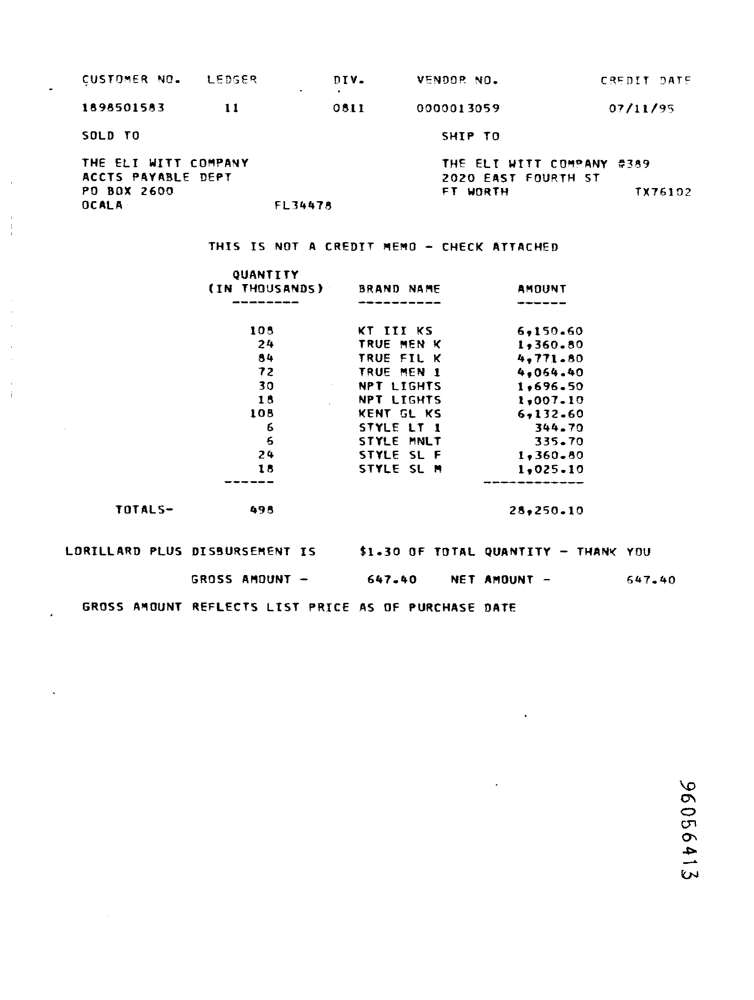 CUSTOMER NO. LEDGER DIV. VENDOR NO. CREDIT DATE
1898501583 11 0811 0000013059 07/11/95
SOLD TO SHIP TO
THE ELI WITT COMPANY THE ELI WITT COMPANY #389
ACCTS PAYABLE DEPT 2020 EAST FOURTH ST
PO BOX 2600 FT WORTH TX76102
OCALA FL34478
THIS IS NOT A CREDIT MEMO - CHECK ATTACHED
QUANTITY
(IN THOUSANDS) BRAND NAME AMOUNT
-------- ---------- ------
108 KT III KS 6,150.60
24 TRUE MEN K 1,360.80
84 TRUE FIL K 4,771.80
72 TRUE MEN 1 4,064.40
30 NPT LIGHTS 1,696.50
18 NPT LIGHTS 1,007.10
108 KENT GL KS 6,132.60
6 STYLE LT 1 344.70
6 STYLE MNLT 335.70
24 STYLE SL F 1,360.80
18 STYLE SL M 1,025.10
------ ------------
TOTALS- 498 28,250.10
LORILLARD PLUS DISBURSEMENT IS $1.30 OF TOTAL QUANTITY - THANK YOU
GROSS AMOUNT - 647.40 NET AMOUNT - 647.40
GROSS AMOUNT REFLECTS LIST PRICE AS OF PURCHASE DATE
96056413